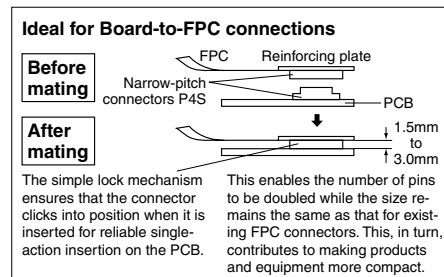 Ideal for Board-to-FPC connections
Before
mating
FPC
Reinforcing plate
Narrow-pitch
connectors P4S
PCB
After
mating
1.5mm
to
3.0mm
The simple lock mechanism
ensures that the connector
clicks into position when it is
inserted for reliable single-
action insertion on the PCB.
This enables the number of pins
to be doubled while the size re-
mains the same as that for exist-
ing FPC connectors. This, in turn,
contributes to making products
and equipment more compact.